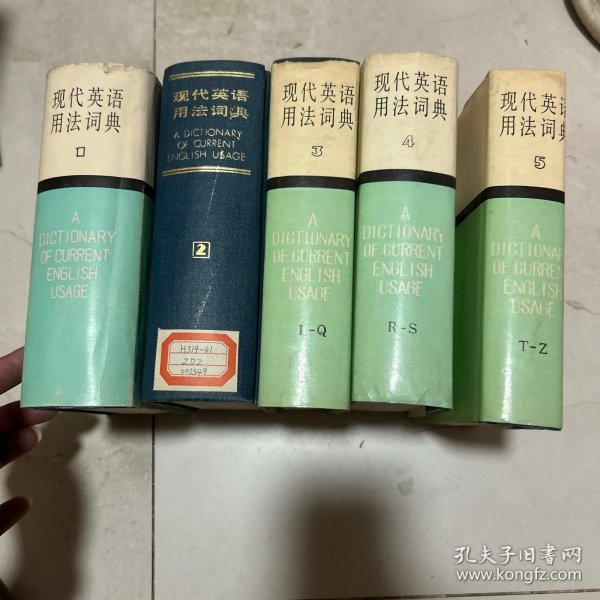 现代英语
用法词典
1
A
DICTIONARY
OF CURRENT
ENGLISH
USAGE
现代英语
用法词典
A DICTIONARY
OF CURRENT
ENGLISH USAGE
2
H314-61
ZDZ
001349
现代英语
用法词典
3
A
DICTIONARY
OF CURRENT
ENGLISH
USAGE
L-Q
现代英语
用法词典
4
A
DICTIONARY
OF CURRENT
ENGLISH
USAGE
R-S
现代英语
用法词典
5
A
DICTIONARY
OF CURRENT
ENGLISH
USAGE
T-Z
孔夫子旧书网
www.kongfz.com